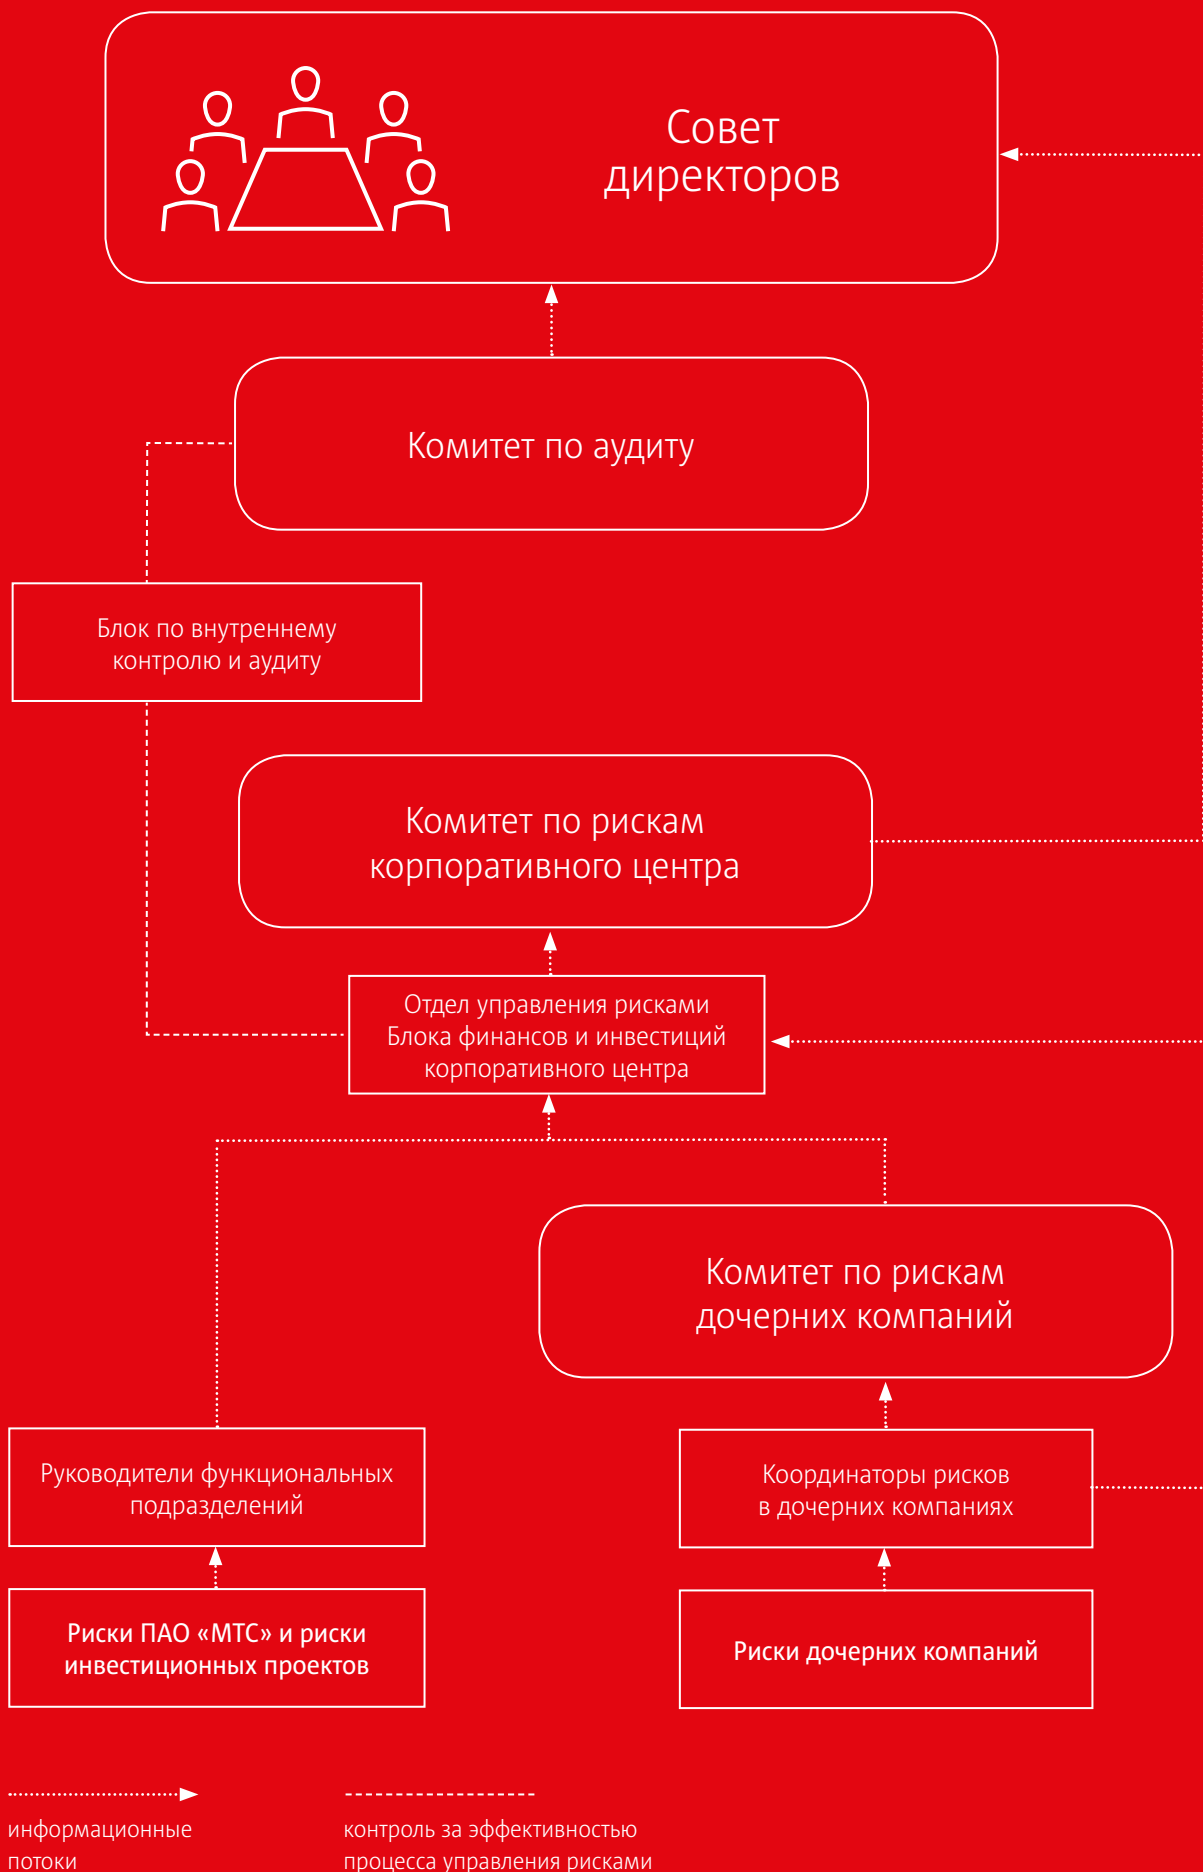 Совет
директоров
Комитет по аудиту
Блок по внутреннему
контролю и аудиту
Комитет по рискам
корпоративного центра
Отдел управления рисками
Блока финансов и инвестиций
корпоративного центра
Комитет по рискам
дочерних компаний
Руководители функциональных
подразделений
Координаторы рисков
в дочерних компаниях
Риски ПАО «МТС» и риски
инвестиционных проектов
Риски дочерних компаний
информационные
потоки
контроль за эффективностью
процесса управления рисками